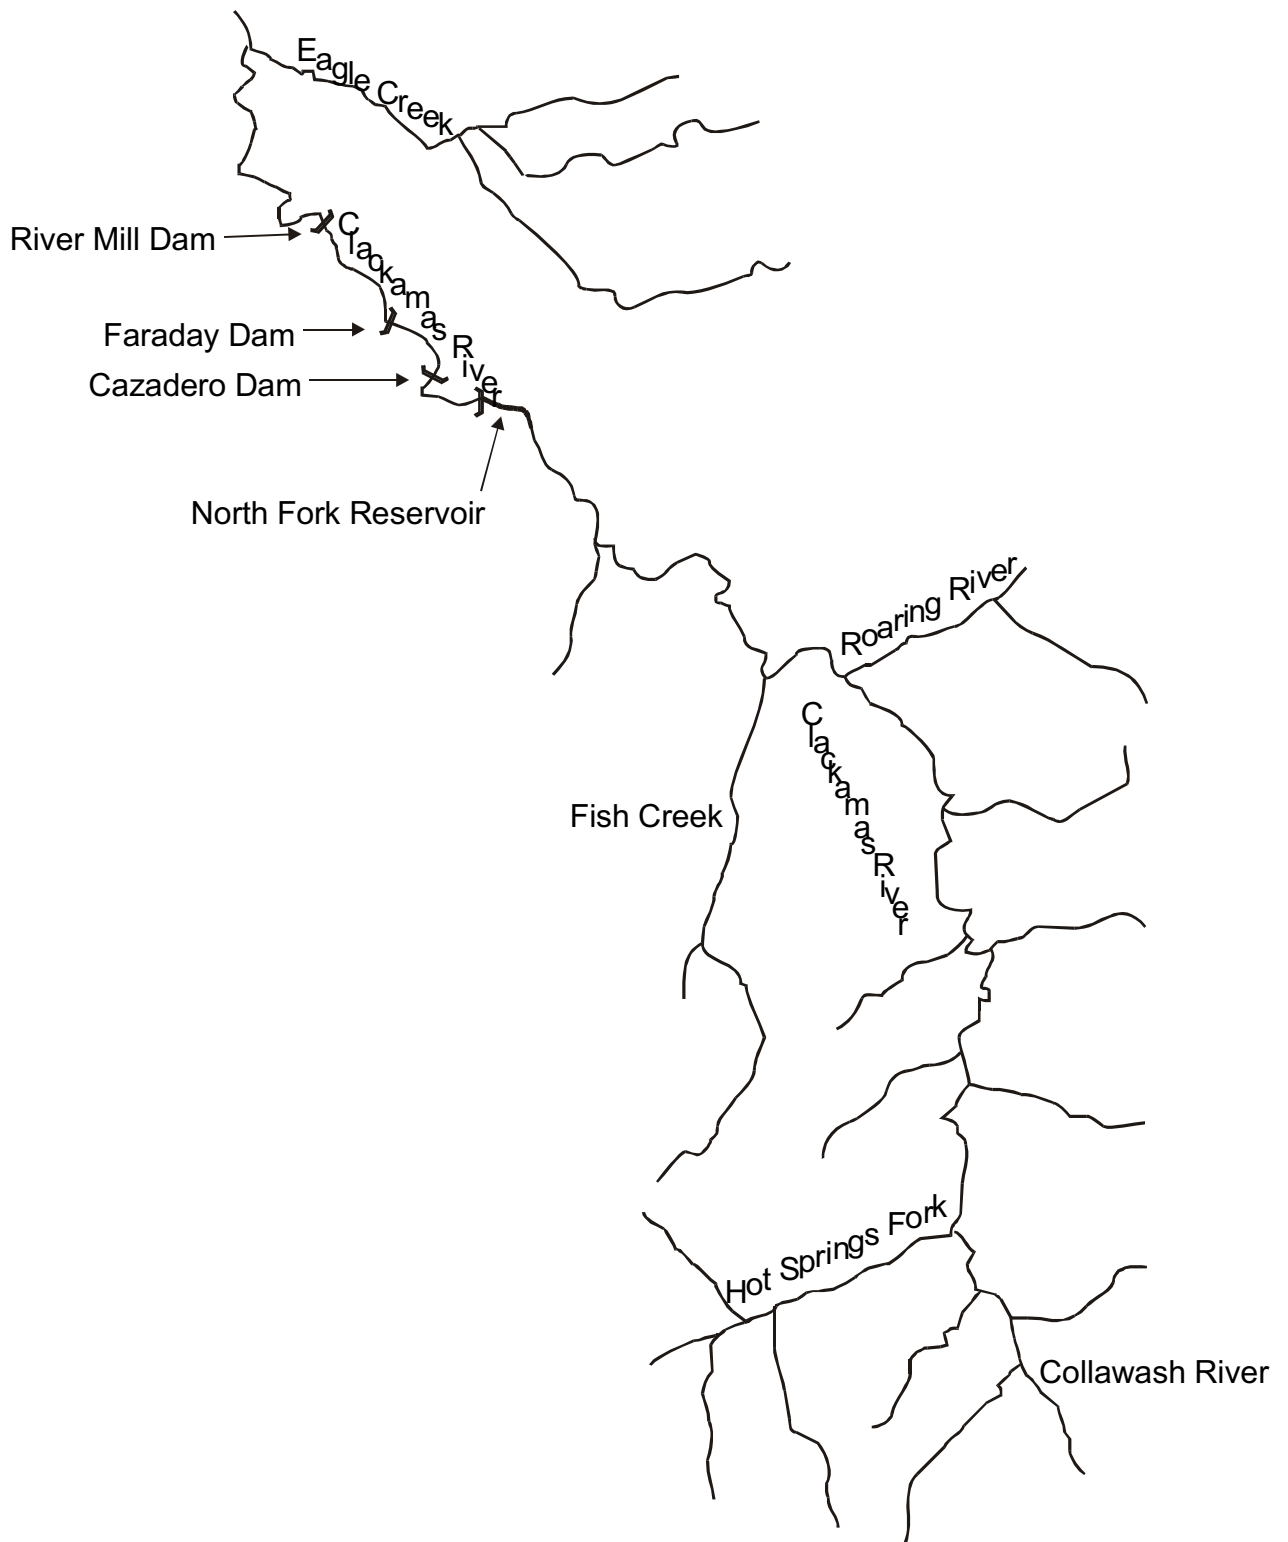 Eagle Creek
River Mill Dam
Clackamas River
Faraday Dam
Cazadero Dam
North Fork Reservoir
Roaring River
Clackamas River
Fish Creek
Hot Springs Fork
Collawash River